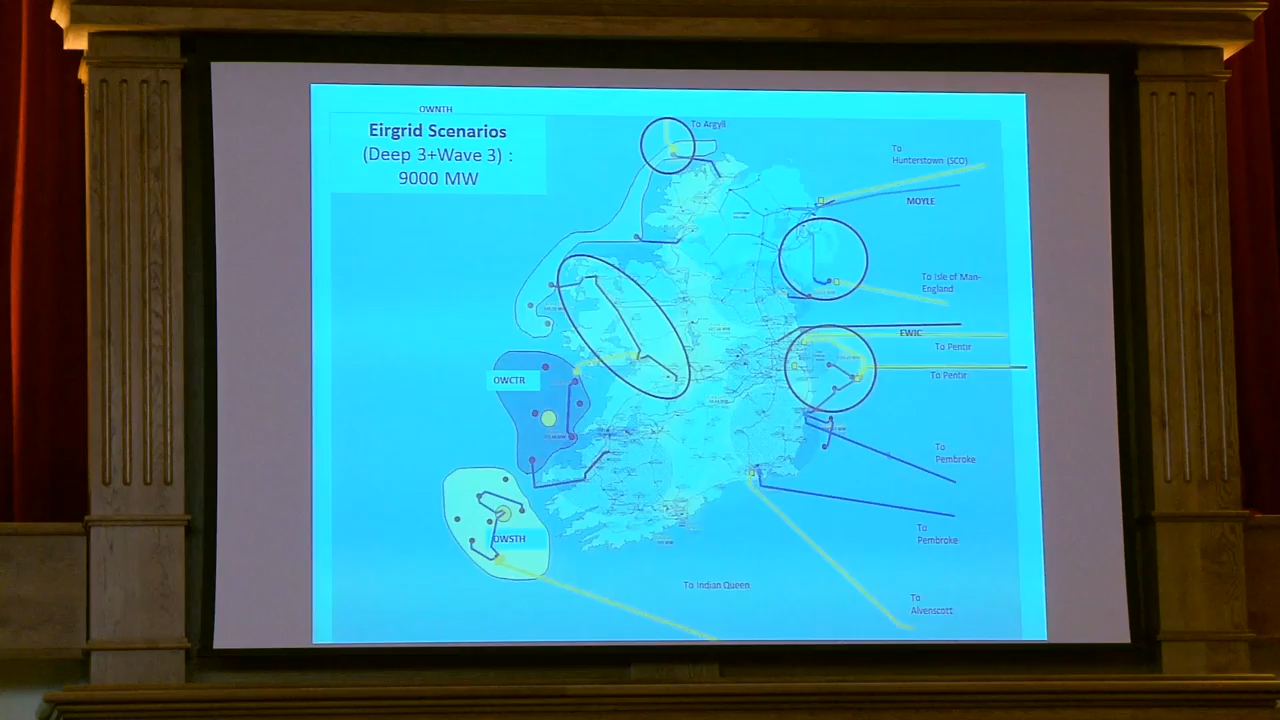 OWNTH
Eirgrid Scenarios
(Deep 3+Wave 3) :
9000 MW
To Argyll
To
Hunterstown (SCO)
MOYLE
To Isle of Man-
England
EWIC
To Pentir
To Pentir
OWCTR
To
Pembroke
OWSTH
To
Pembroke
To Indian Queen
To
Alvenscott